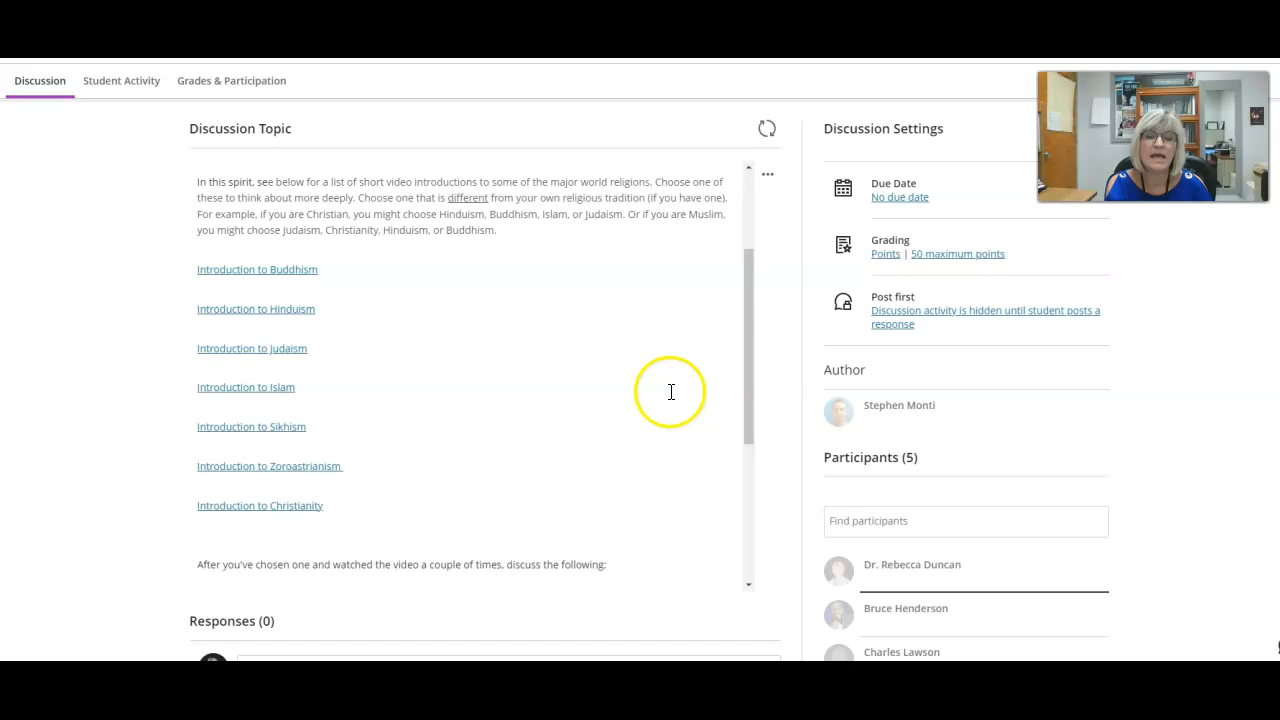 Discussion
Student Activity
Grades & Participation
Discussion Topic
In this spirit, see below for a list of short video introductions to some of the major world religions. Choose one of
these to think about more deeply. Choose one that is different from your own religious tradition (if you have one).
For example, if you are Christian, you might choose Hinduism, Buddhism, Islam, or Judaism. Or if you are Muslim,
you might choose Judaism, Christianity, Hinduism, or Buddhism.
Introduction to Buddhism
Introduction to Hinduism
Introduction to Judaism
Introduction to Islam
Introduction to Sikhism
Introduction to Zoroastrianism
Introduction to Christianity
After you've chosen one and watched the video a couple of times, discuss the following:
Responses (0)
Discussion Settings
Due Date
No due date
Grading
Points | 50 maximum points
Post first
Discussion activity is hidden until student posts a
response
Author
Stephen Monti
Participants (5)
Find participants
Dr. Rebecca Duncan
Bruce Henderson
Charles Lawson